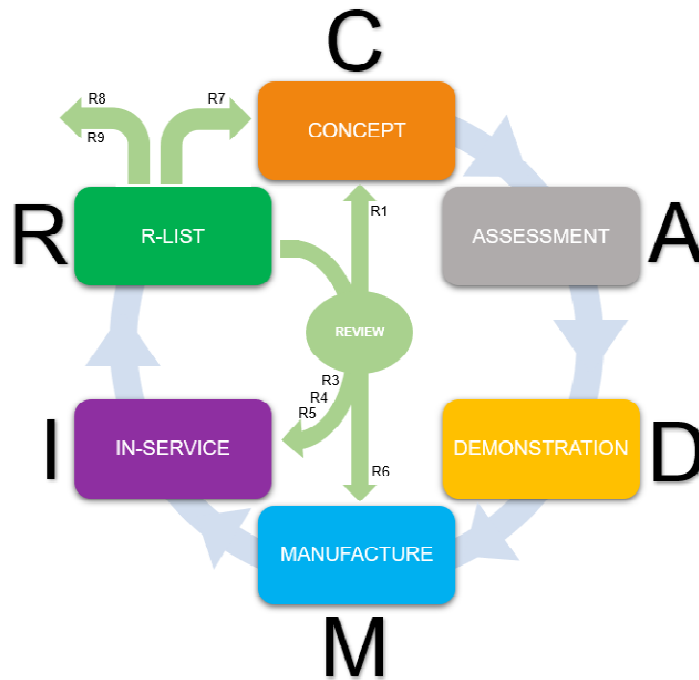 C
R8
R7
R9
CONCEPT
R
R-LIST
R1
ASSESSMENT
A
REVIEW
R3
R4
R5
I
IN-SERVICE
R6
DEMONSTRATION
D
MANUFACTURE
M